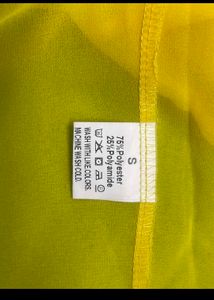 S
75%Polyester
25%Polyamide
WASH WITH LIKE COLORS.
MACHINE WASH COLD.